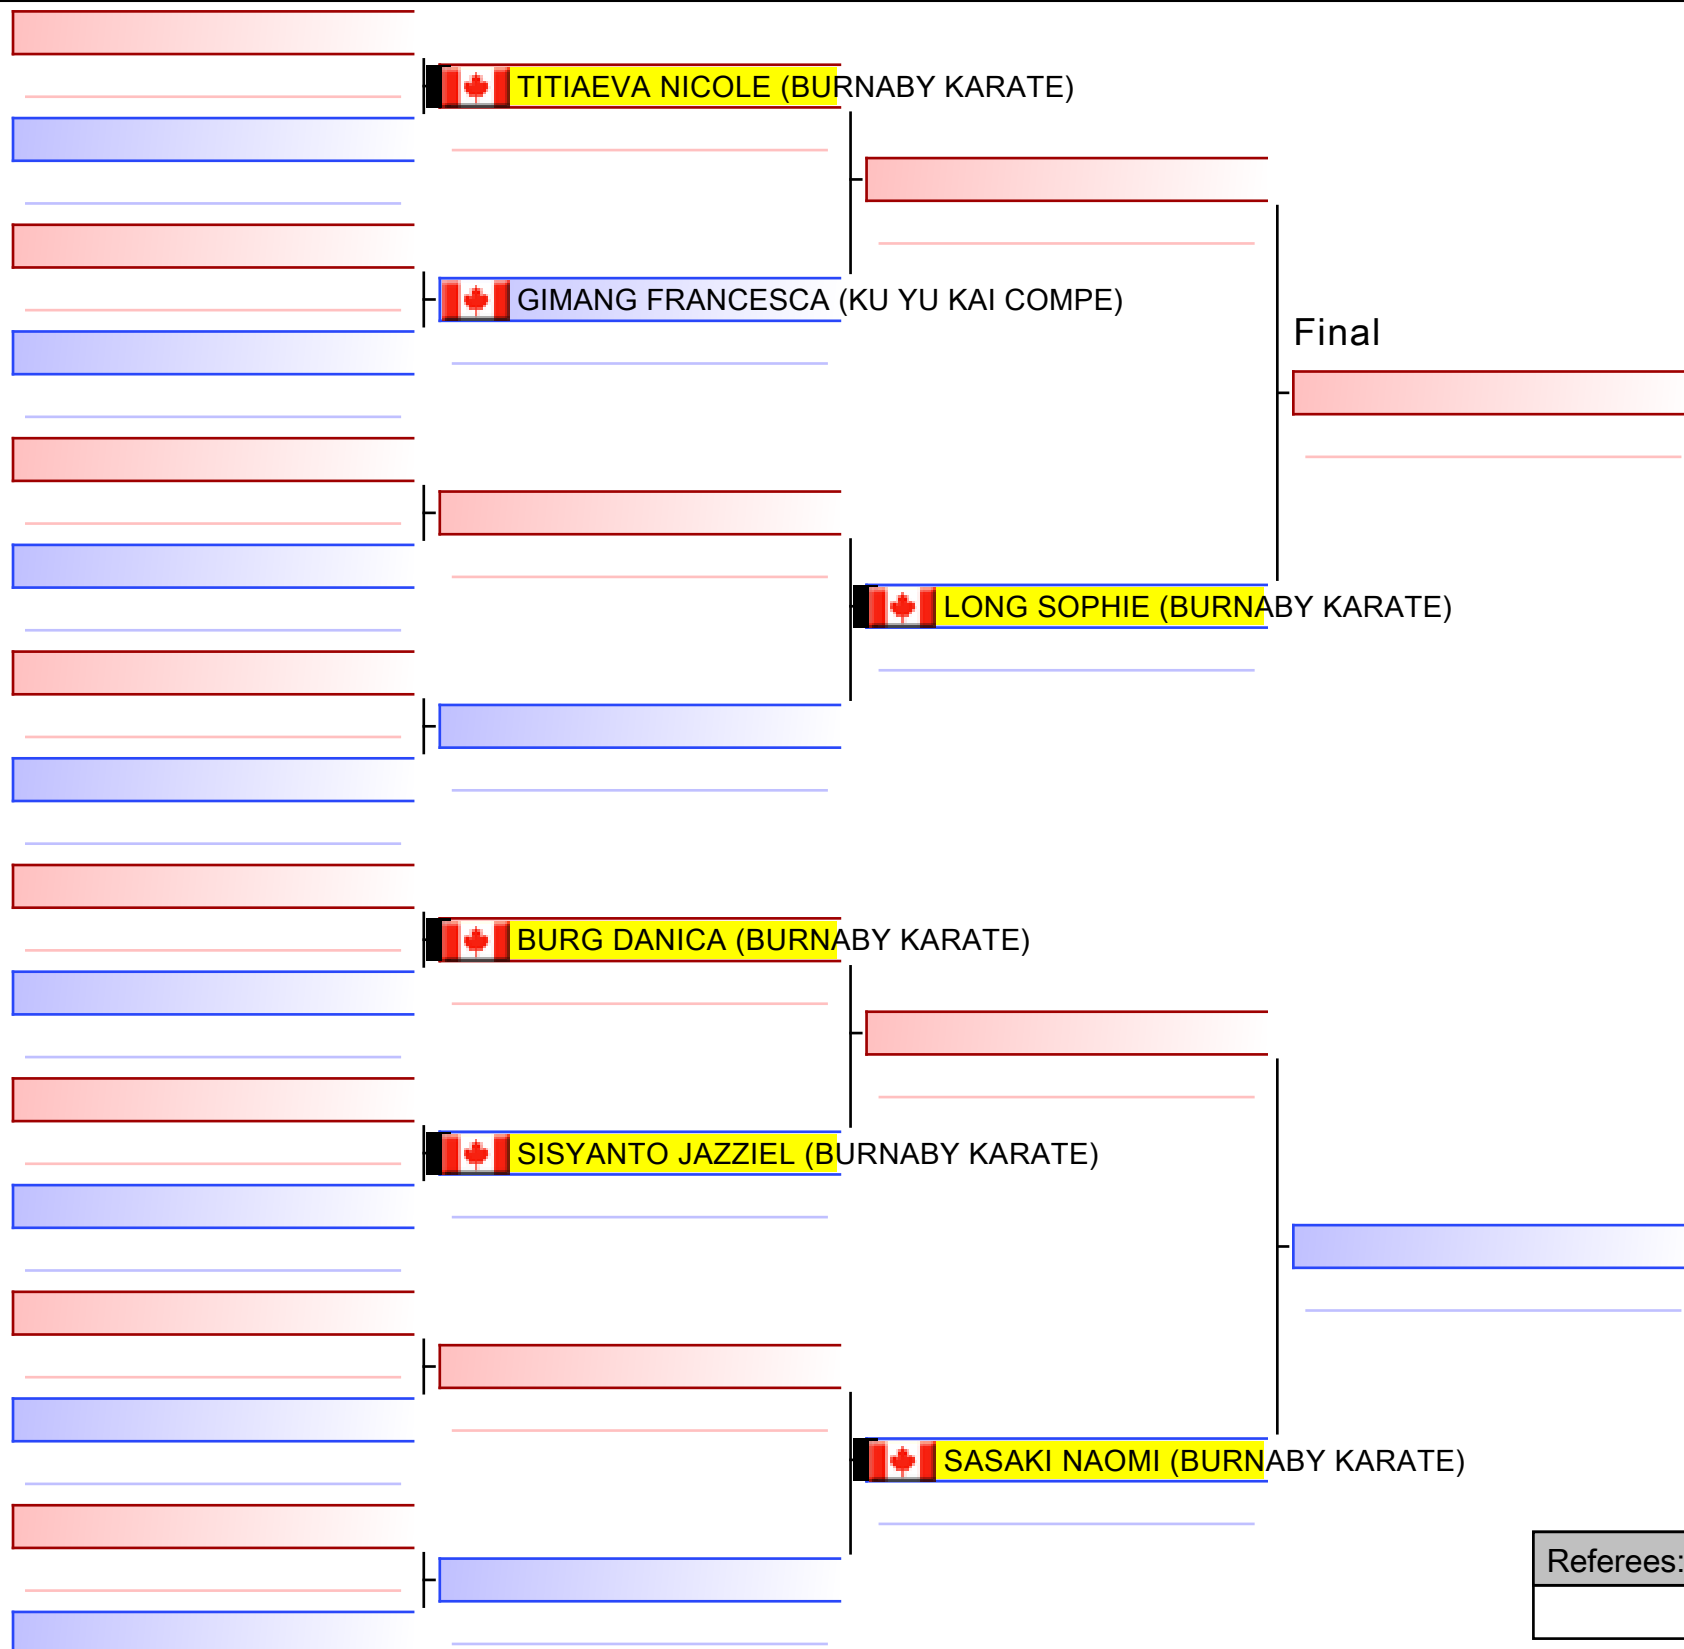 TITIAEVA NICOLE (BURNABY KARATE)
GIMANG FRANCESCA (KU YU KAI COMPE)
Final
LONG SOPHIE (BURNABY KARATE)
BURG DANICA (BURNABY KARATE)
SISYANTO JAZZIEL (BURNABY KARATE)
SASAKI NAOMI (BURNABY KARATE)
Referees: